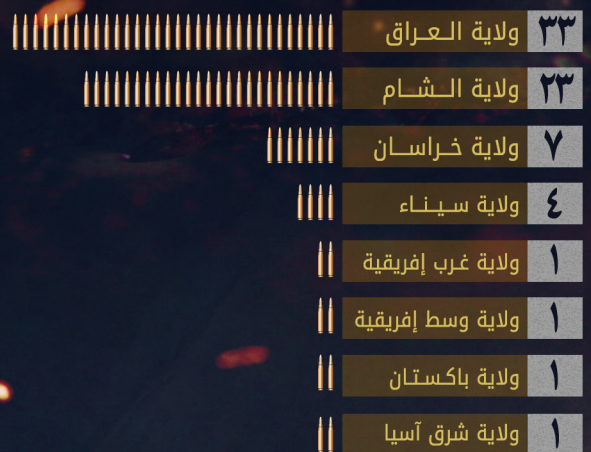 ٣٣ ولاية العراق
٢٣ ولاية الشام
٧ ولاية خراسان
٤ ولاية سيناء
١ ولاية غرب إفريقية
١ ولاية وسط إفريقية
١ ولاية باكستان
١ ولاية شرق آسيا